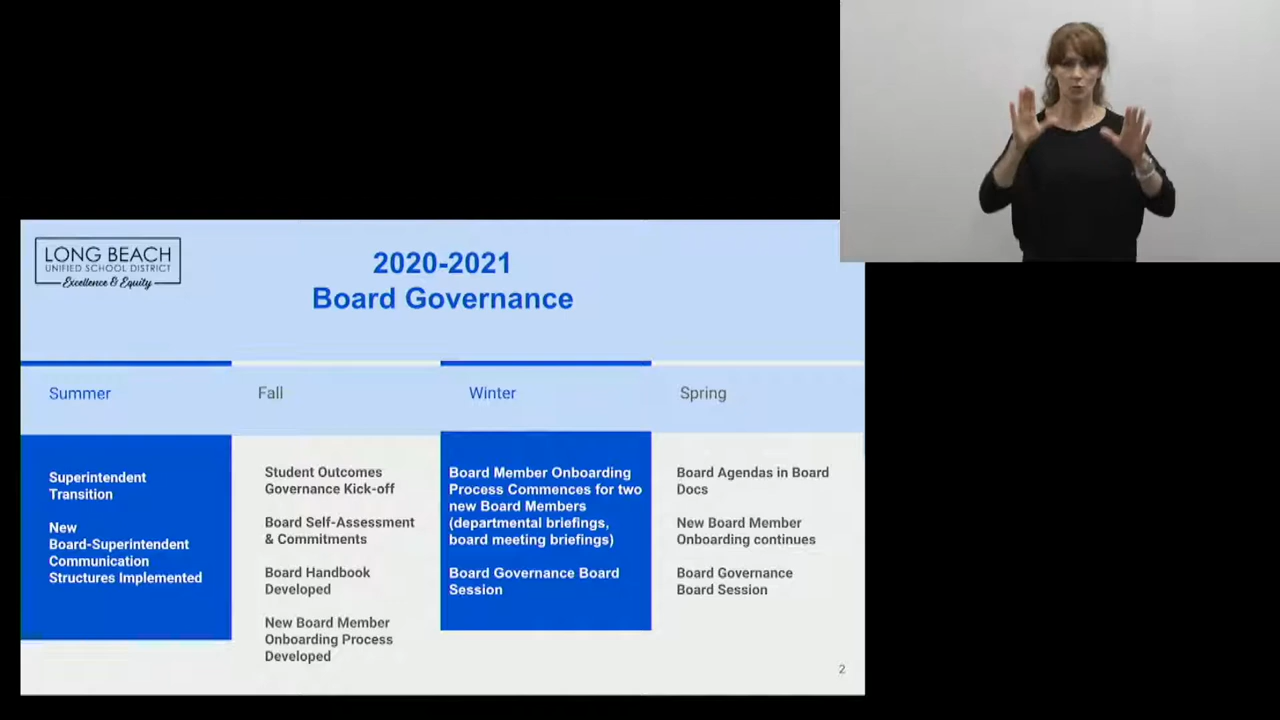 LONG BEACH
UNIFIED SCHOOL DISTRICT
Excellence & Equity
2020-2021
Board Governance
Summer
Fall
Winter
Spring
Superintendent
Transition
New
Board-Superintendent
Communication
Structures Implemented
Student Outcomes
Governance Kick-off
Board Self-Assessment
& Commitments
Board Handbook
Developed
New Board Member
Onboarding Process
Developed
Board Member Onboarding
Process Commences for two
new Board Members
(departmental briefings,
board meeting briefings)
Board Governance Board
Session
Board Agendas in Board
Docs
New Board Member
Onboarding continues
Board Governance
Board Session
2